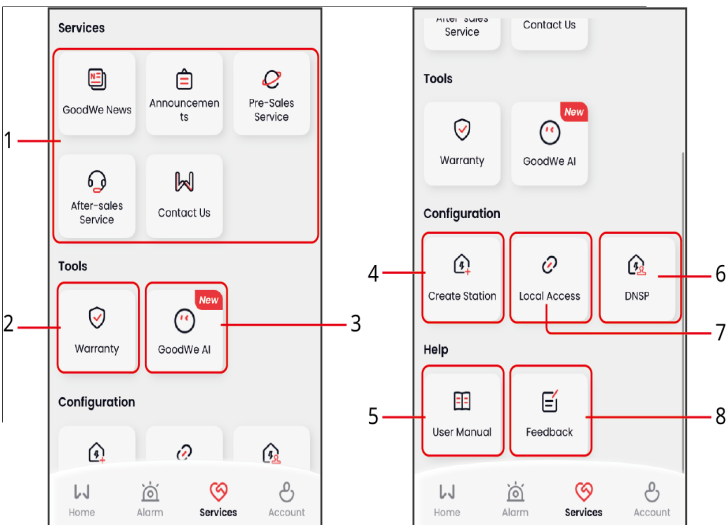 Services
GoodWe News
Announcemen
ts
Pre-Sales
Service
1
After-sales
Service
Contact Us
Tools
New
2
Warranty
GoodWe AI
3
Configuration
Home
Alarm
Services
Account
After-sales
Service
Contact Us
Tools
New
Warranty
GoodWe AI
Configuration
4
Create Station
Local Access
DNSP
6
7
Help
5
User Manual
Feedback
8
Home
Alarm
Services
Account